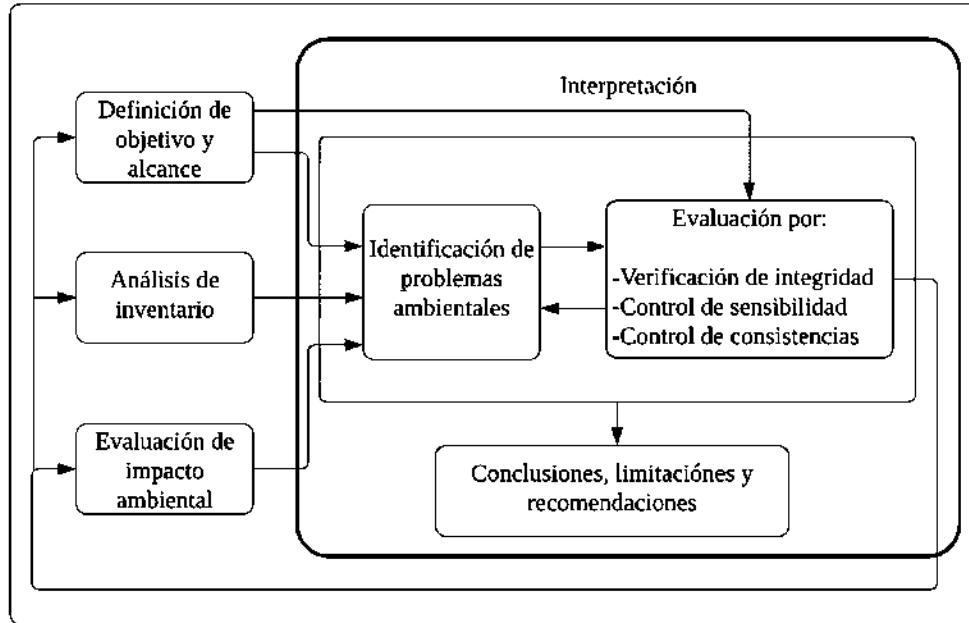 Interpretación
Definición de
objetivo y
alcance
Análisis de
inventario
Evaluación de
impacto
ambiental
Identificación de
problemas
ambientales
Evaluación por:
-Verificación de integridad
-Control de sensibilidad
-Control de consistencias
Conclusiones, limitaciónes y
recomendaciones